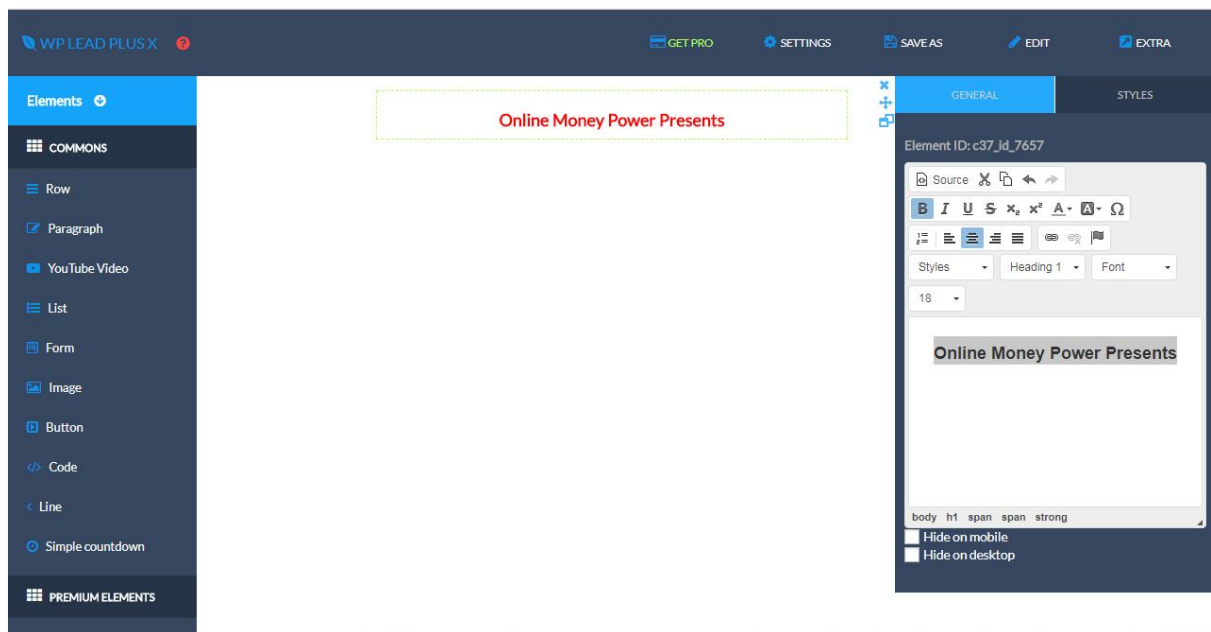 WP LEAD PLUS X ?
GET PRO
SETTINGS
SAVE AS
EDIT
EXTRA
Elements
COMMONS
Row
Paragraph
YouTube Video
List
Form
Image
Button
</> Code
< Line
Simple countdown
PREMIUM ELEMENTS
Online Money Power Presents
GENERAL
STYLES
Element ID: c37_id_7657
Source
B I U S x₂ x² A A Ω
Styles Heading 1 Font
18
Online Money Power Presents
body h1 span span strong
Hide on mobile
Hide on desktop